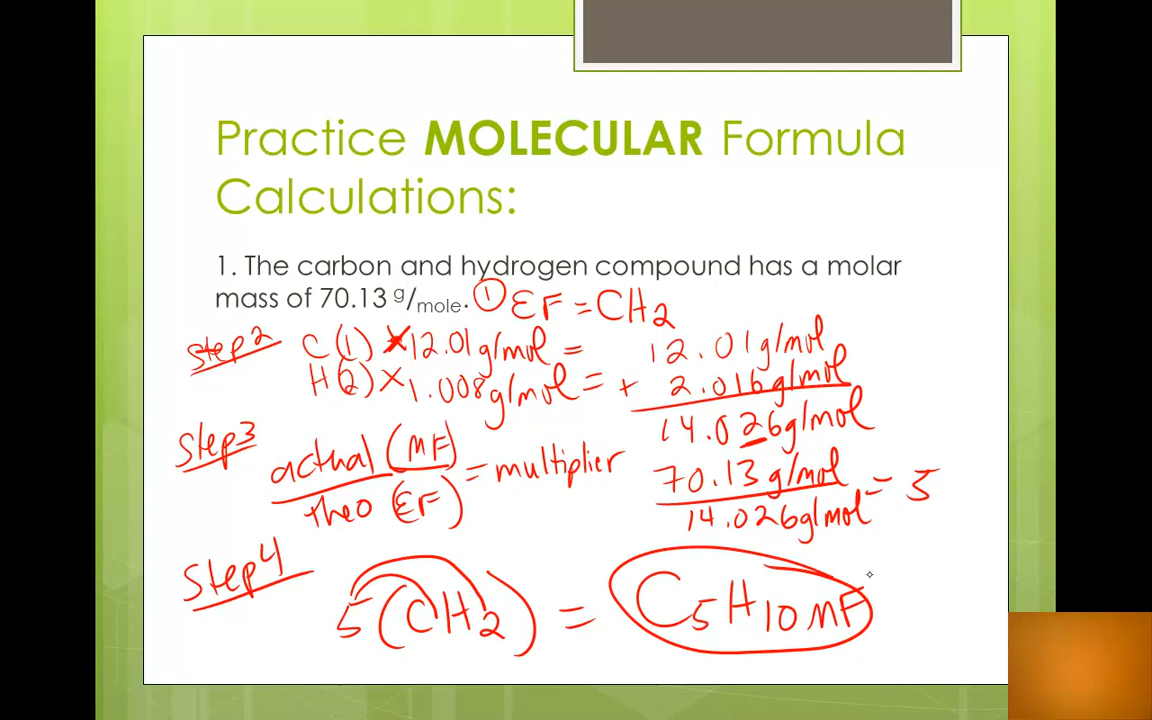 Practice MOLECULAR Formula
Calculations:
1. The carbon and hydrogen compound has a molar
mass of 70.13 g/mole. ① EF = CH2
Step 2 C (1) × 12.01 g/mol = 12.01 g/mol
H (2) × 1.008 g/mol = + 2.016 g/mol
14.026 g/mol
Step 3 actual (MF) / theo (EF) = multiplier 70.13 g/mol / 14.026 g/mol = 5
Step 4 5(CH2) = C5H10 MF